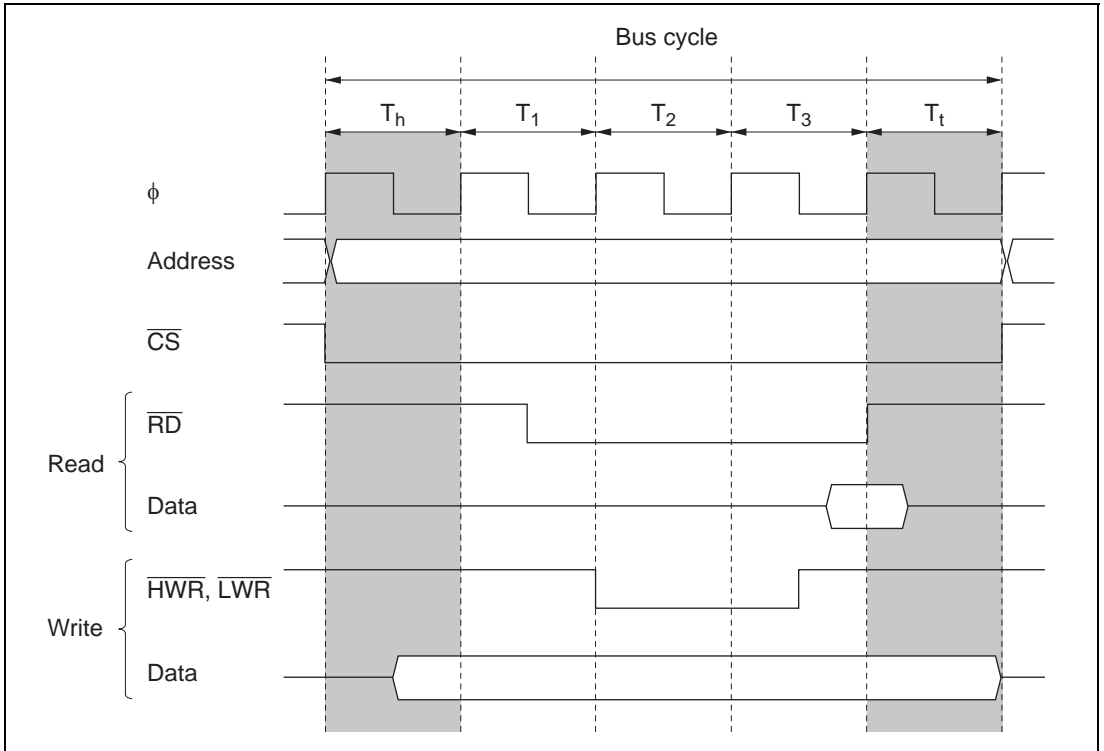 Bus cycle
Th T1 T2 T3 Tt
ϕ
Address
CS
RD
Read
Data
HWR, LWR
Write
Data